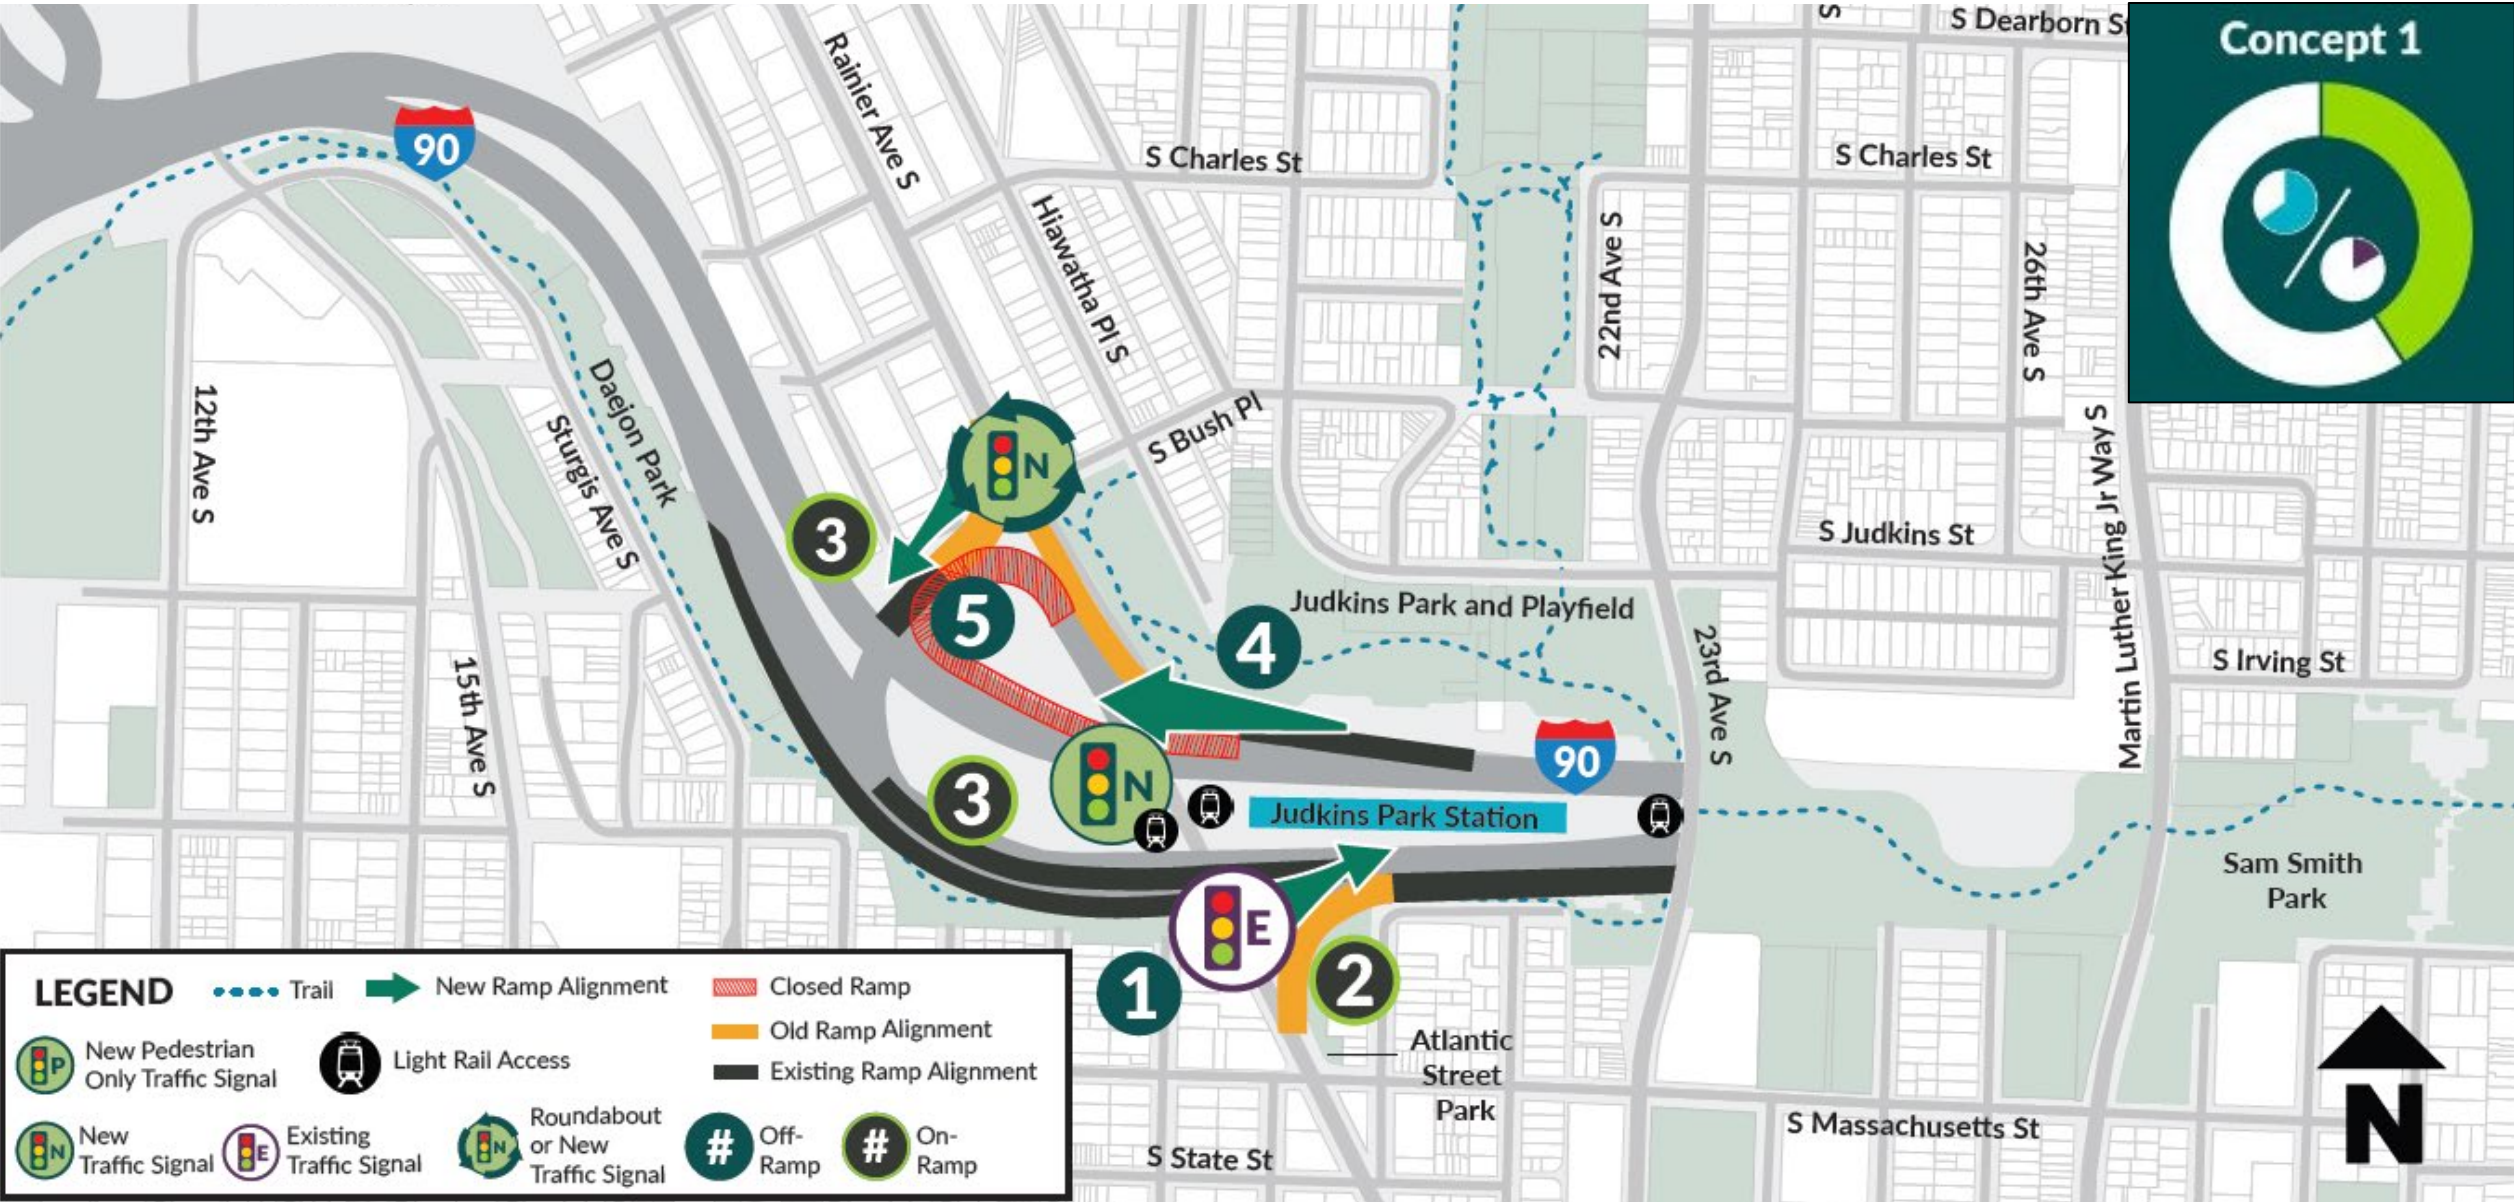 S
S Dearborn St
Concept 1
Rainier Ave S
90
S Charles St
S Charles St
Hiawatha Pl S
22nd Ave S
26th Ave S
Daejon Park
12th Ave S
Sturgis Ave S
S Bush Pl
N
Martin Luther King Jr Way S
3
S Judkins St
5
4
Judkins Park and Playfield
23rd Ave S
S Irving St
15th Ave S
90
3
N
Judkins Park Station
Sam Smith
Park
E
1
2
Atlantic
Street
Park
S Massachusetts St
S State St
N
LEGEND
Trail
New Ramp Alignment
Closed Ramp
Old Ramp Alignment
Existing Ramp Alignment
P
New Pedestrian
Only Traffic Signal
Light Rail Access
N
New
Traffic Signal
E
Existing
Traffic Signal
N
Roundabout
or New
Traffic Signal
#
Off-
Ramp
#
On-
Ramp